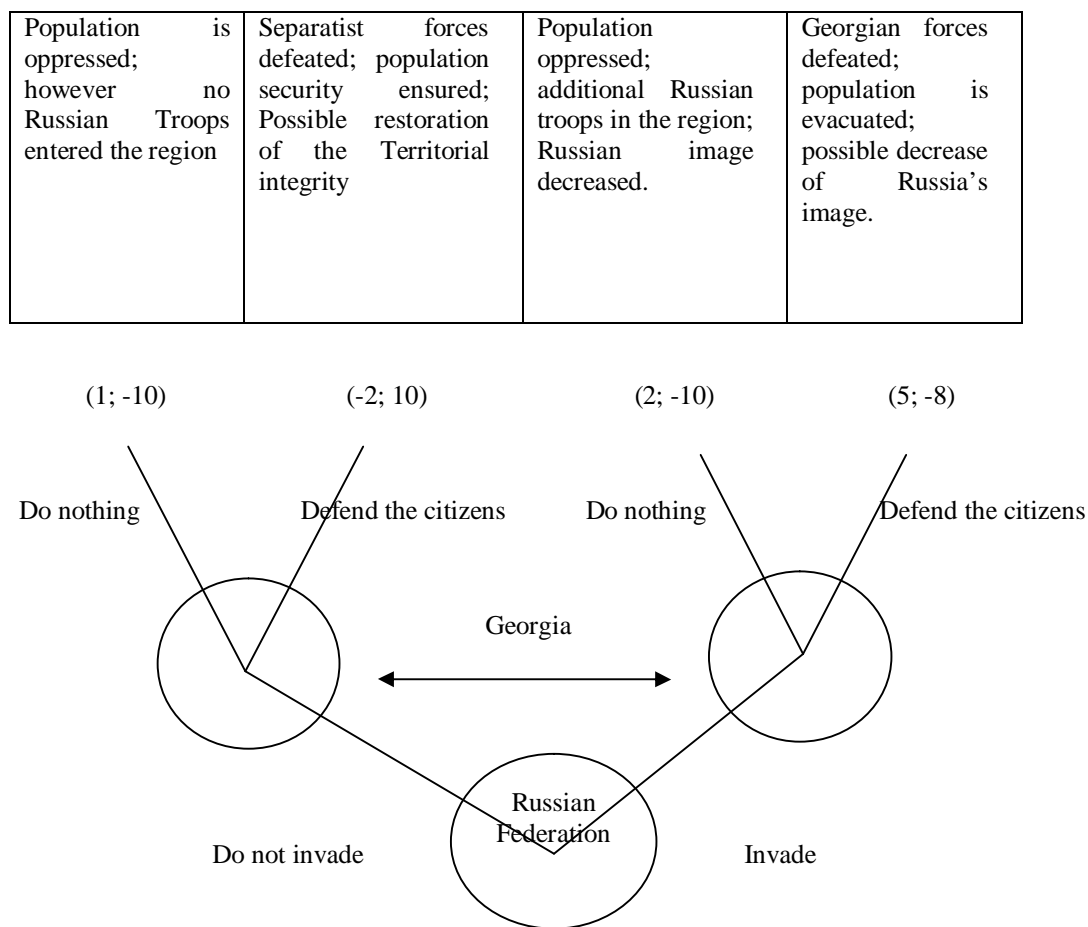 Population is
oppressed;
however no
Russian Troops
entered the region
Separatist forces
defeated; population
security ensured;
Possible restoration
of the Territorial
integrity
Population
oppressed;
additional Russian
troops in the region;
Russian image
decreased.
Georgian forces
defeated;
population is
evacuated;
possible decrease
of Russia’s
image.
(1; -10)
(-2; 10)
(2; -10)
(5; -8)
Do nothing
Defend the citizens
Do nothing
Defend the citizens
Georgia
Russian
Federation
Do not invade
Invade